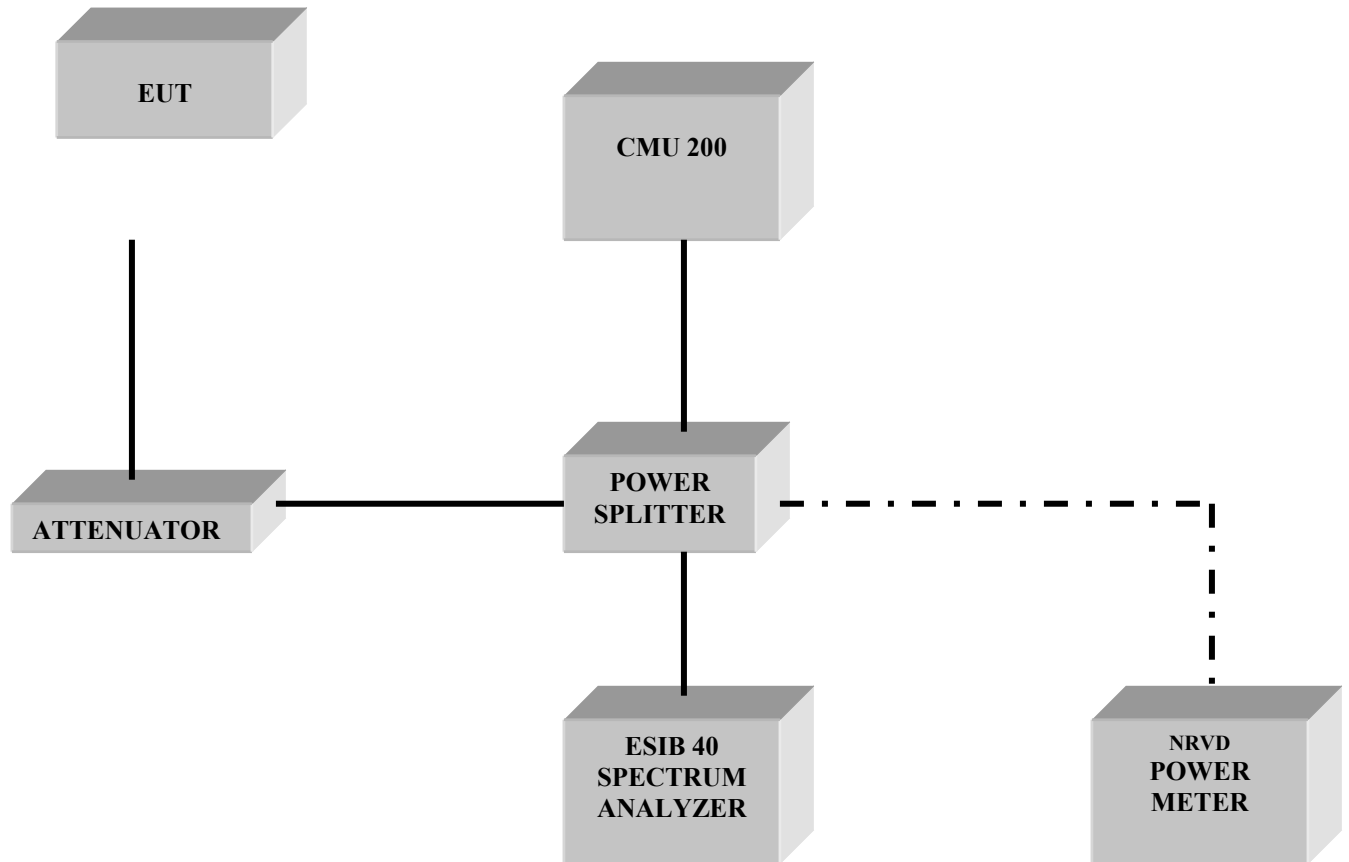 EUT
CMU 200
POWER
SPLITTER
ATTENUATOR
ESIB 40
SPECTRUM
ANALYZER
NRVD
POWER
METER